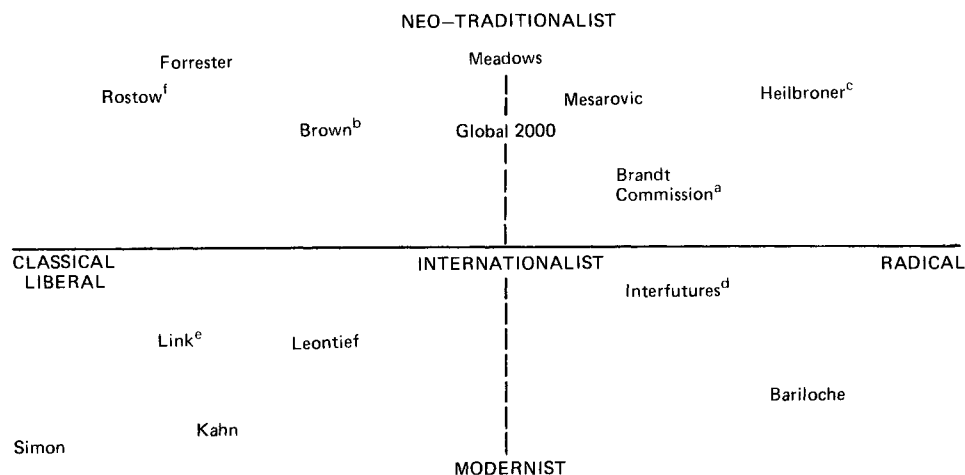 NEO–TRADITIONALIST
Forrester
Meadows
Rostowf
Mesarovic
Heilbronerc
Brownb
Global 2000
Brandt
Commissiona
CLASSICAL
LIBERAL
INTERNATIONALIST
RADICAL
Interfuturesd
Linke
Leontief
Bariloche
Kahn
Simon
MODERNIST